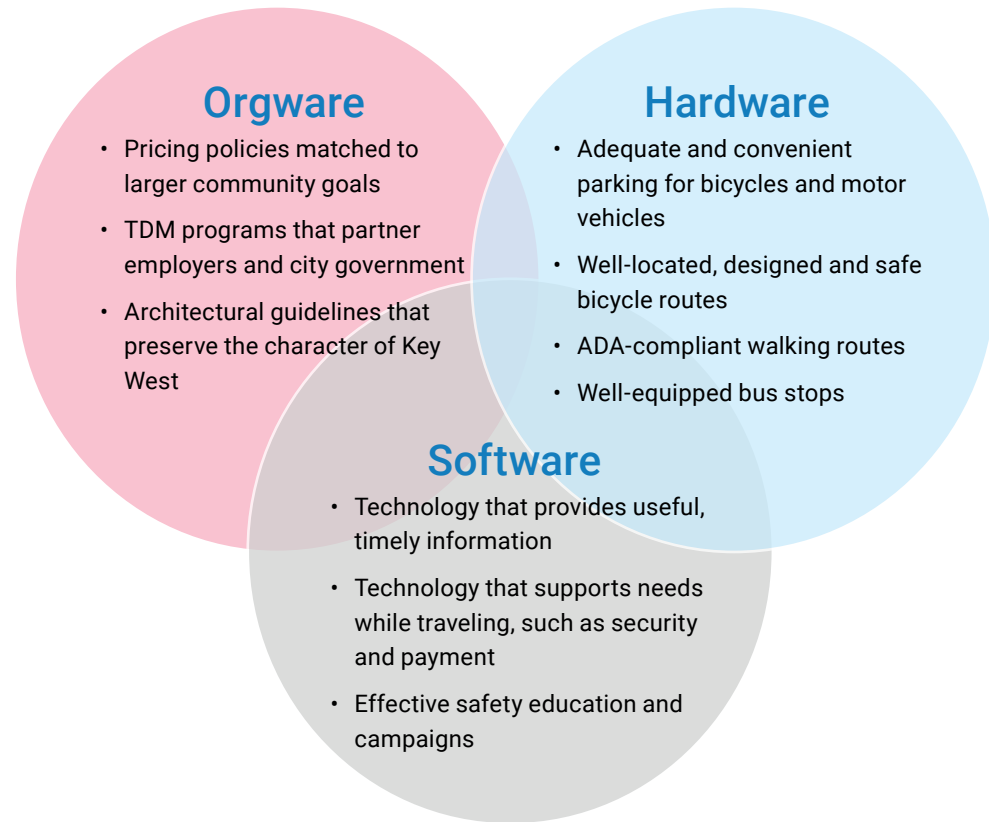 Orgware
• Pricing policies matched to
larger community goals
• TDM programs that partner
employers and city government
• Architectural guidelines that
preserve the character of Key
West
Hardware
• Adequate and convenient
parking for bicycles and motor
vehicles
• Well-located, designed and safe
bicycle routes
• ADA-compliant walking routes
• Well-equipped bus stops
Software
• Technology that provides useful,
timely information
• Technology that supports needs
while traveling, such as security
and payment
• Effective safety education and
campaigns